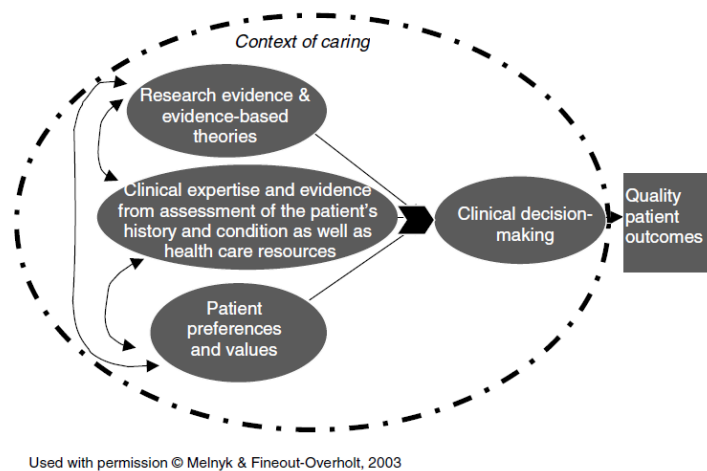 Context of caring
Research evidence &
evidence-based
theories
Clinical expertise and evidence
from assessment of the patient's
history and condition as well as
health care resources
Patient
preferences
and values
Clinical decision-
making
Quality
patient
outcomes
Used with permission © Melnyk & Fineout-Overholt, 2003